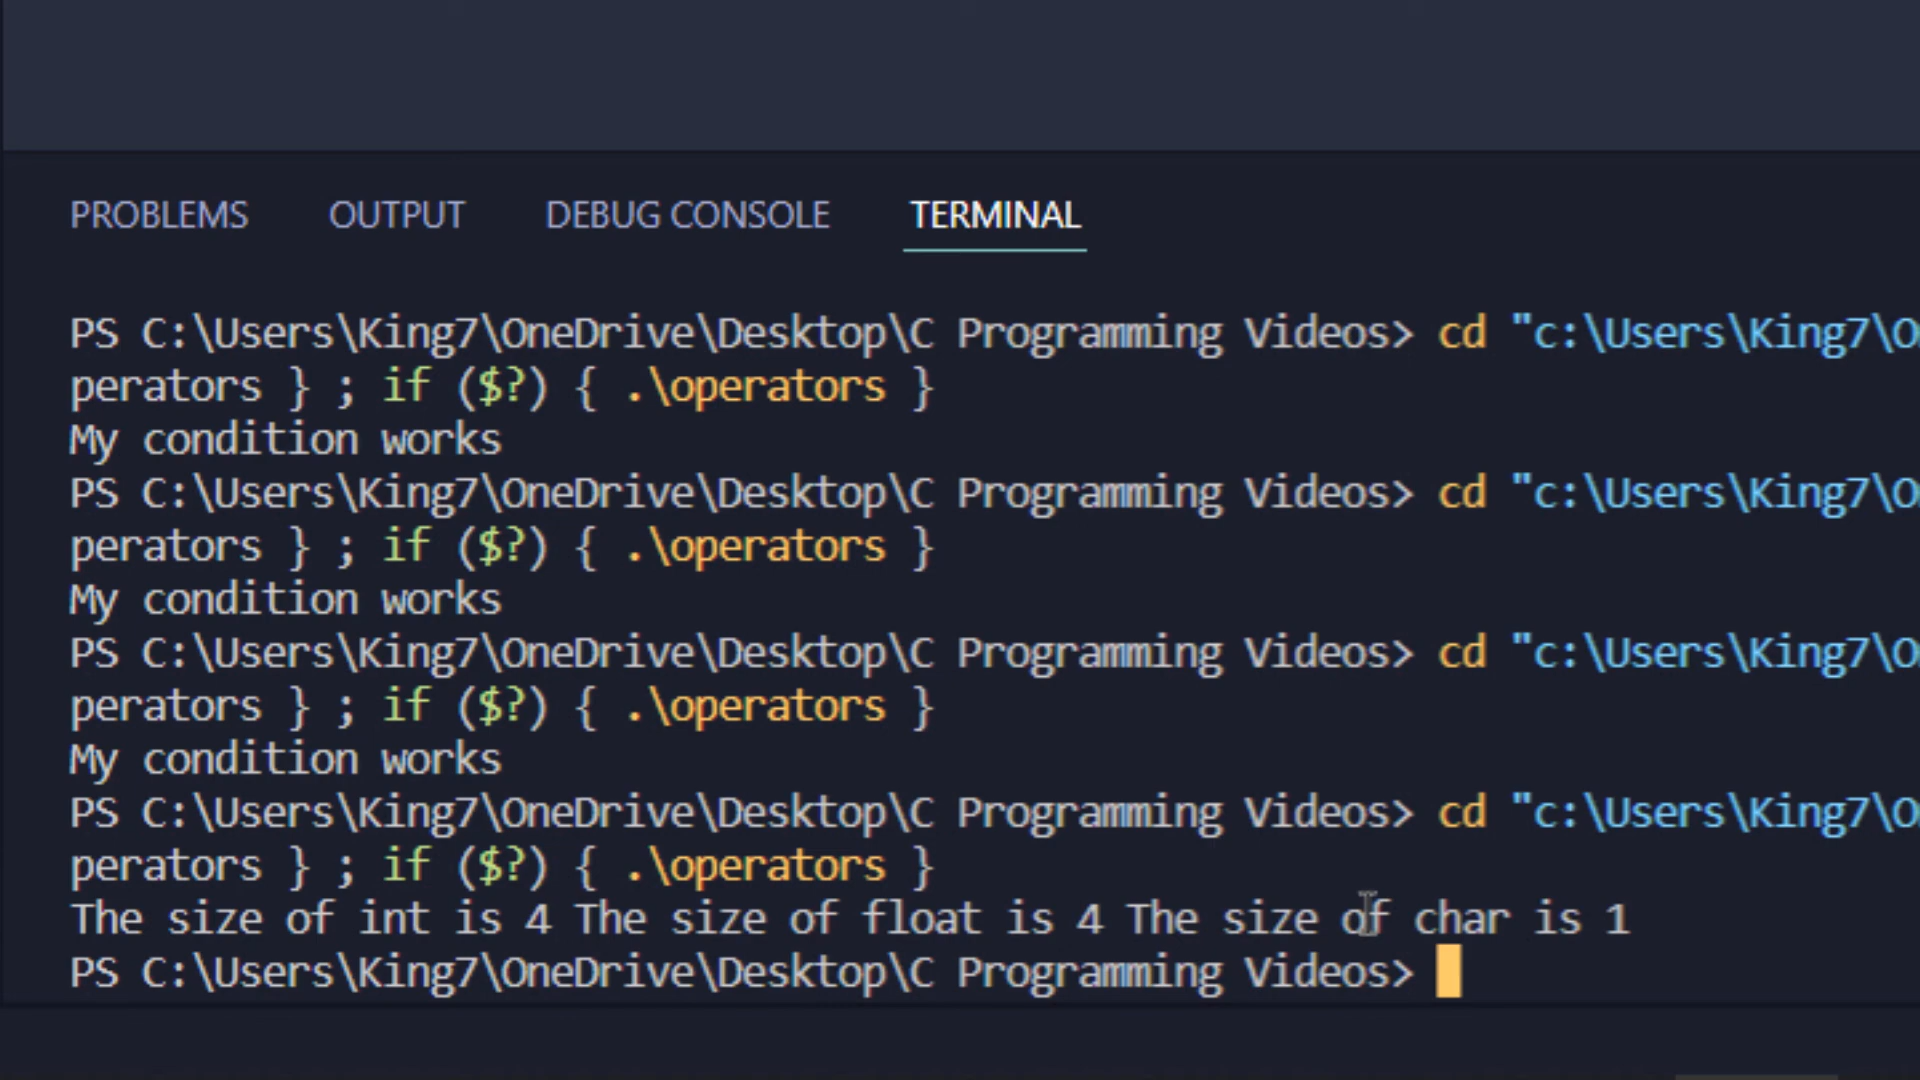 PROBLEMS OUTPUT DEBUG CONSOLE TERMINAL
PS C:\Users\King7\OneDrive\Desktop\C Programming Videos> cd "c:\Users\King7\O
perators } ; if ($?) { .\operators }
My condition works
PS C:\Users\King7\OneDrive\Desktop\C Programming Videos> cd "c:\Users\King7\O
perators } ; if ($?) { .\operators }
My condition works
PS C:\Users\King7\OneDrive\Desktop\C Programming Videos> cd "c:\Users\King7\O
perators } ; if ($?) { .\operators }
My condition works
PS C:\Users\King7\OneDrive\Desktop\C Programming Videos> cd "c:\Users\King7\O
perators } ; if ($?) { .\operators }
The size of int is 4 The size of float is 4 The size of char is 1
PS C:\Users\King7\OneDrive\Desktop\C Programming Videos>